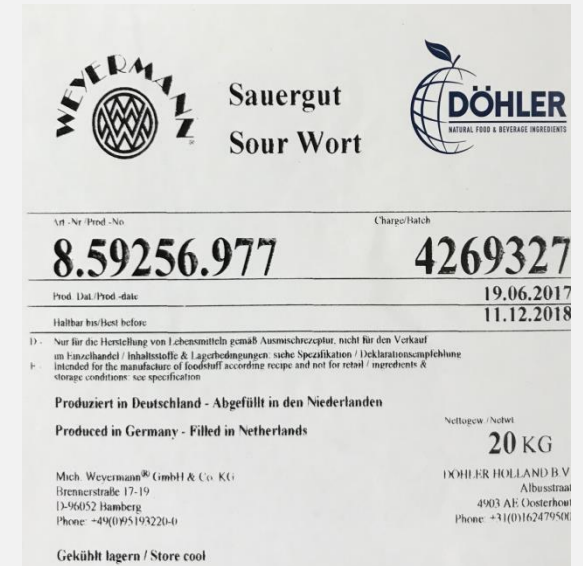 WEYERMANN
Sauergut
Sour Wort
DÖHLER
NATURAL FOOD & BEVERAGE INGREDIENTS
Art -Nr /Prod -No
Charge/Batch
8.59256.977
4269327
Prod. Dat./Prod -date
19.06.2017
Haltbar bis/Best before
11.12.2018
D - Nur für die Herstellung von Lebensmitteln gemäß Ausmischrezeptur, nicht für den Verkauf
im Einzelhandel / Inhaltsstoffe & Lagerbedingungen: siehe Spezifikation / Deklarationsempfehlung
E - Intended for the manufacture of foodstuff according recipe and not for retail / ingredients &
storage conditions: see specification
Produziert in Deutschland - Abgefüllt in den Niederlanden
Produced in Germany - Filled in Netherlands
Nettogew /Netwt
20 KG
Mich. Weyermann® GmbH & Co. KG
Brennerstraße 17-19
D-96052 Bamberg
Phone: +49(0)95193220-0
DÖHLER HOLLAND B.V
Albusstraat
4903 AE Oosterhout
Phone: +31(0)162479500
Gekühlt lagern / Store cool